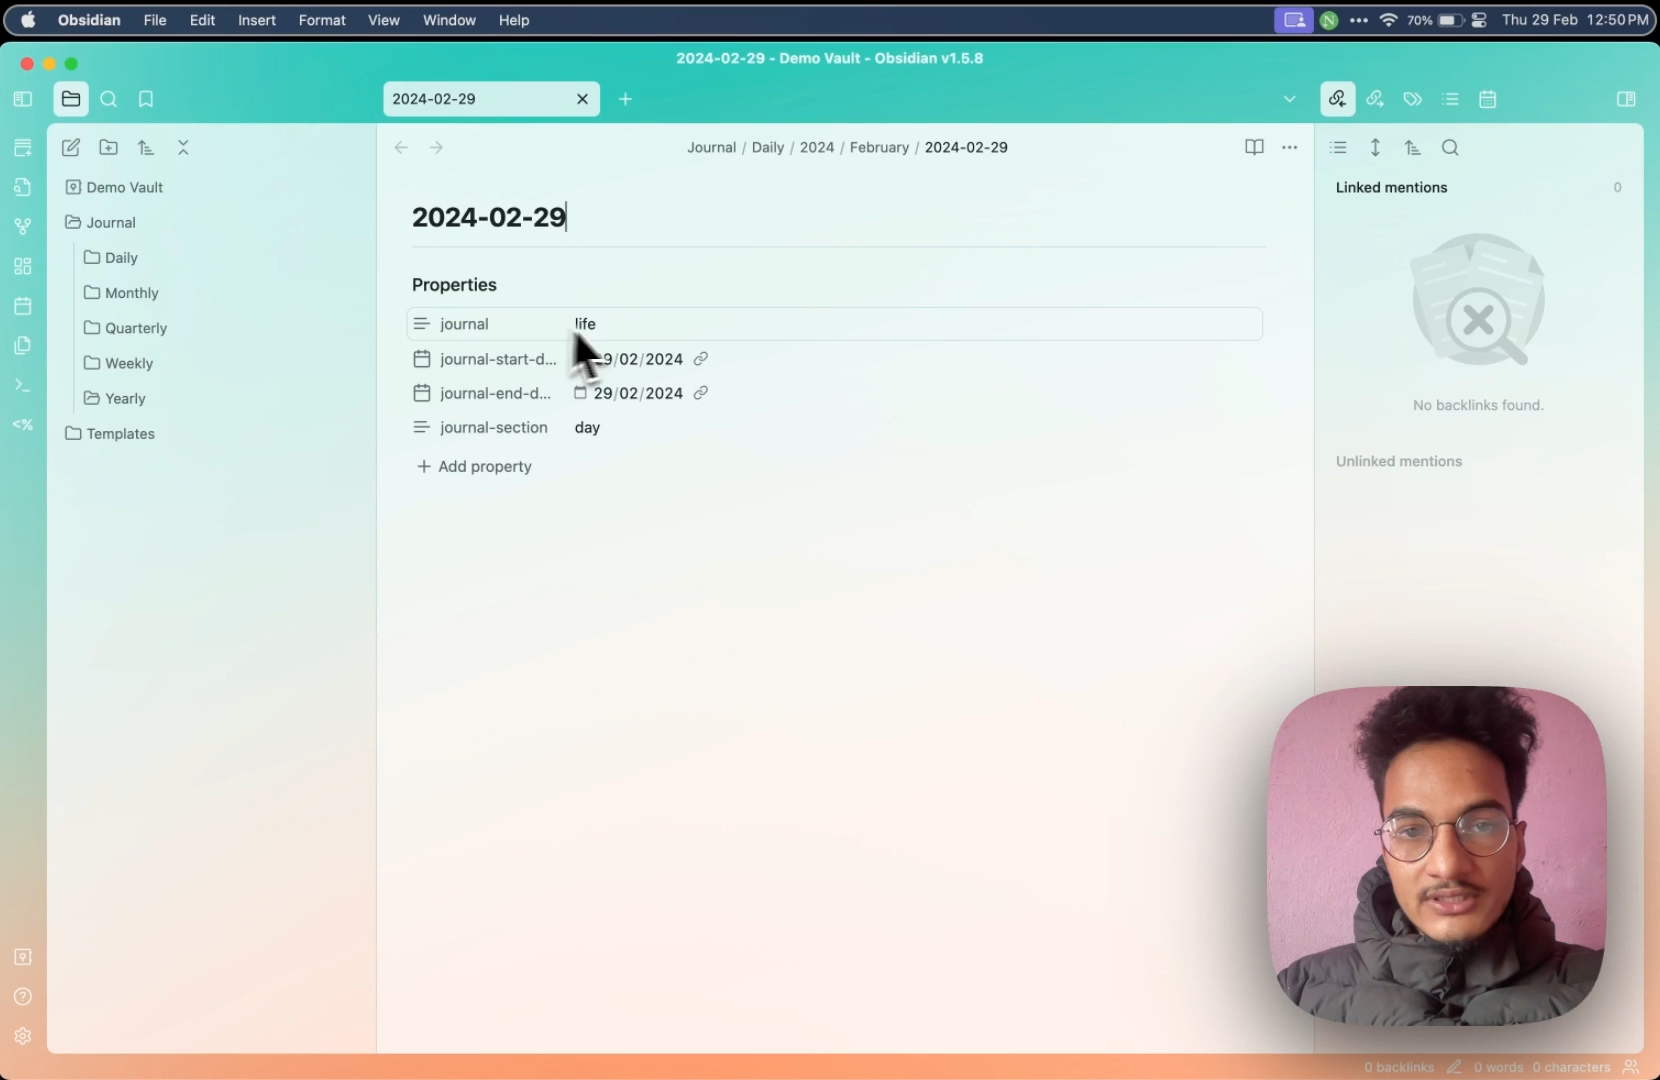 Obsidian File Edit Insert Format View Window Help
N 70% Thu 29 Feb 12:50 PM
2024-02-29 - Demo Vault - Obsidian v1.5.8
2024-02-29
Journal / Daily / 2024 / February / 2024-02-29
Demo Vault
Journal
Daily
Monthly
Quarterly
Weekly
Yearly
Templates
2024-02-29
Properties
journal life
journal-start-d... 9/02/2024
journal-end-d... 29/02/2024
journal-section day
+ Add property
Linked mentions 0
No backlinks found.
Unlinked mentions
0 backlinks 0 words 0 characters